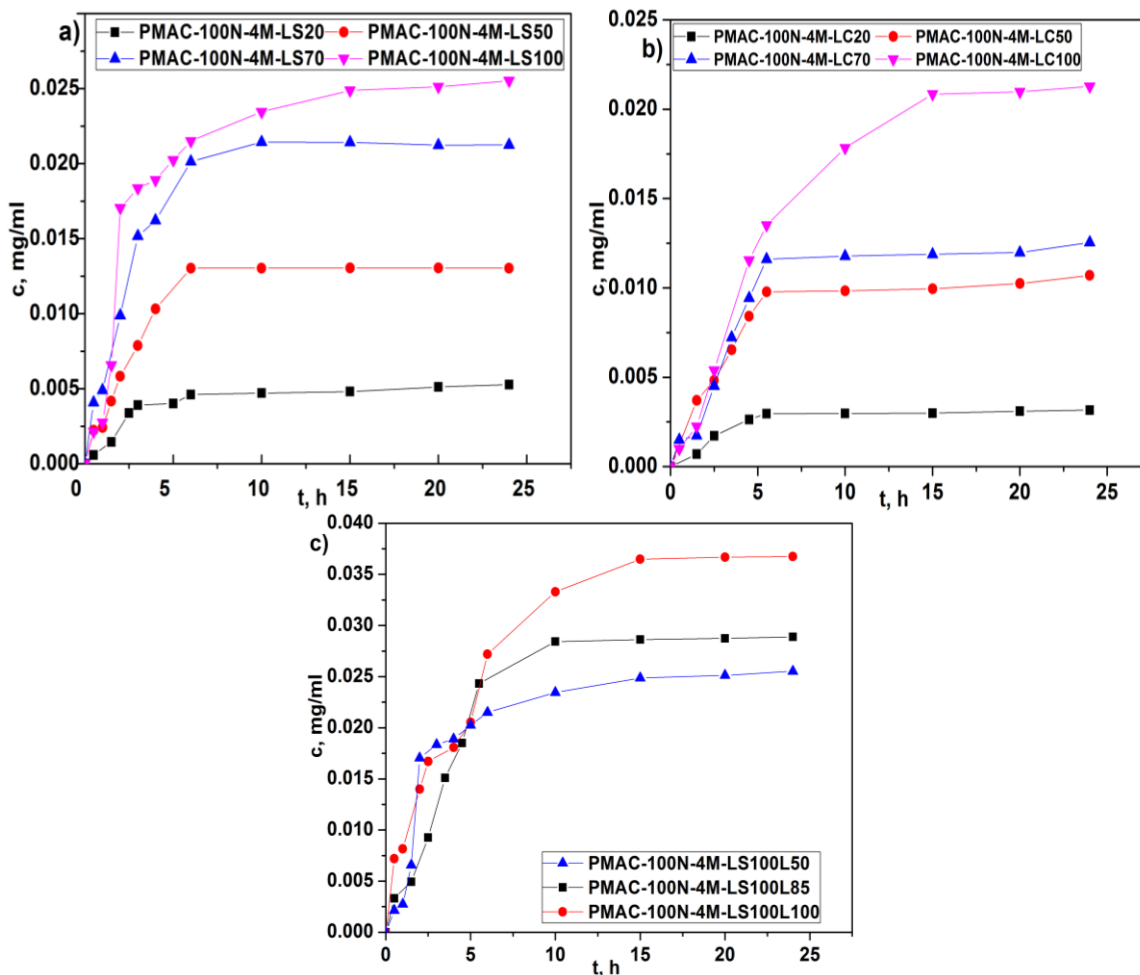 a)
PMAC-100N-4M-LS20 PMAC-100N-4M-LS50
PMAC-100N-4M-LS70 PMAC-100N-4M-LS100
0.025
0.020
0.015
0.010
0.005
0.000
c, mg/ml
5 10 15 20 25
t, h
b)
PMAC-100N-4M-LC20 PMAC-100N-4M-LC50
PMAC-100N-4M-LC70 PMAC-100N-4M-LC100
0.025
0.020
0.015
0.010
0.005
0.000
c, mg/ml
0 5 10 15 20 25
t, h
c)
0.040
0.035
0.030
0.025
0.020
0.015
0.010
0.005
0.000
c, mg/ml
PMAC-100N-4M-LS100L50
PMAC-100N-4M-LS100L85
PMAC-100N-4M-LS100L100
0 5 10 15 20 25
t, h